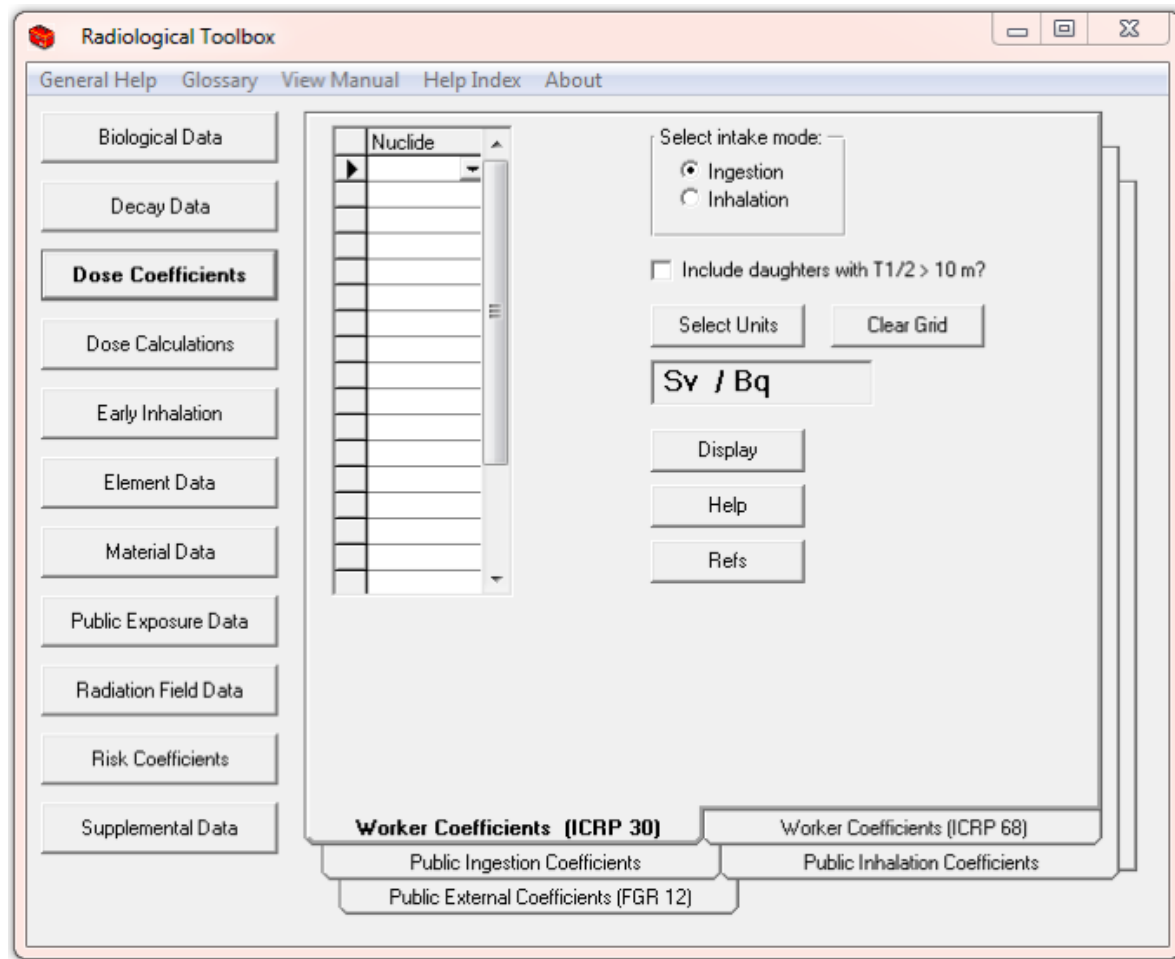 Radiological Toolbox
General Help Glossary View Manual Help Index About
Biological Data
Decay Data
Dose Coefficients
Dose Calculations
Early Inhalation
Element Data
Material Data
Public Exposure Data
Radiation Field Data
Risk Coefficients
Supplemental Data
Nuclide
Select intake mode:
Ingestion
Inhalation
Include daughters with T1/2 > 10 m?
Select Units Clear Grid
Sv / Bq
Display
Help
Refs
Worker Coefficients (ICRP 30) Worker Coefficients (ICRP 68)
Public Ingestion Coefficients Public Inhalation Coefficients
Public External Coefficients (FGR 12)